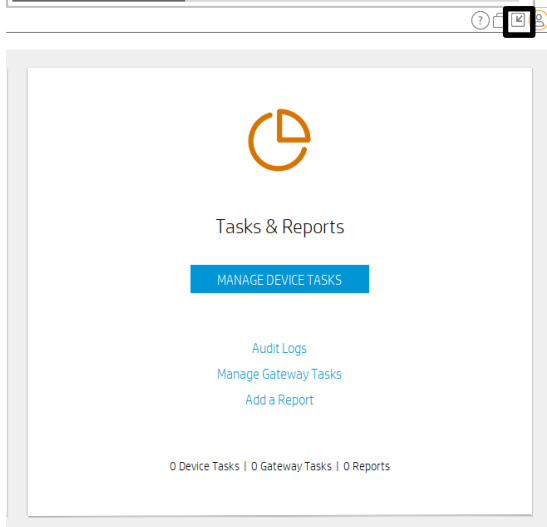 ?
Tasks & Reports
MANAGE DEVICE TASKS
Audit Logs
Manage Gateway Tasks
Add a Report
0 Device Tasks | 0 Gateway Tasks | 0 Reports